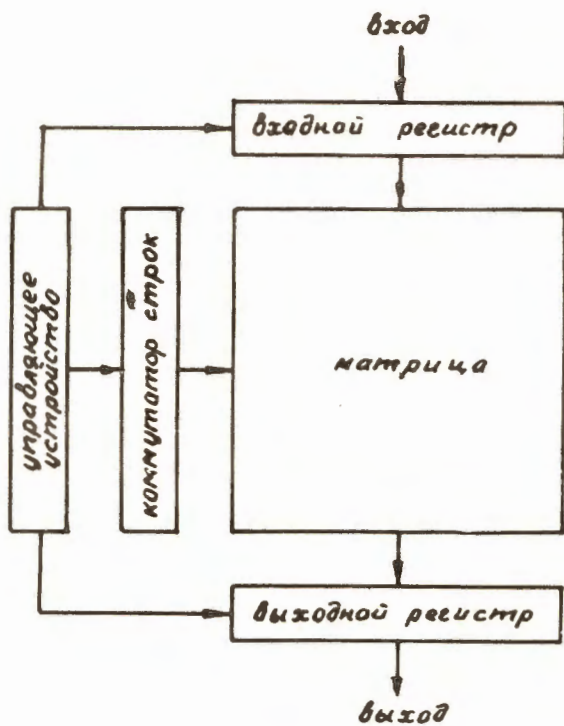 вход
входной регистр
управляющее
устройство
коммутатор строк
матрица
выходной регистр
выход